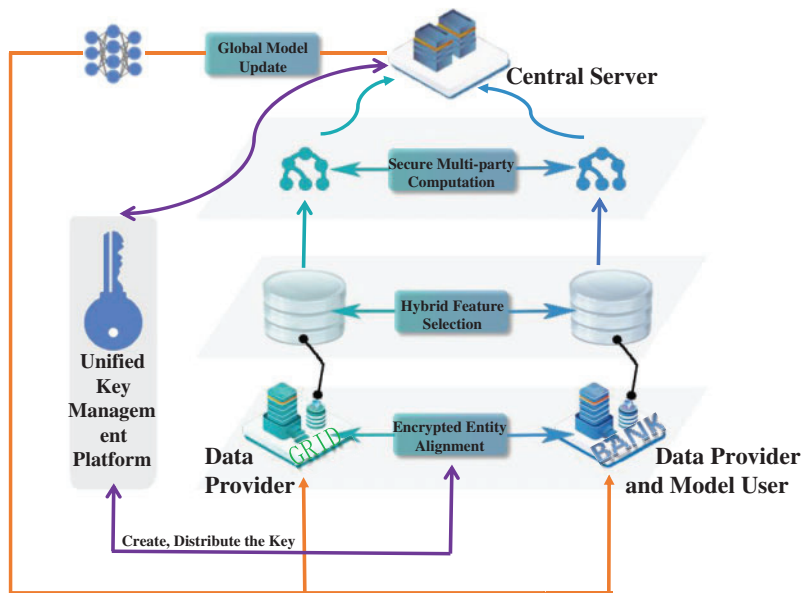 Global Model
Update
Central Server
Secure Multi-party
Computation
Hybrid Feature
Selection
Unified
Key
Managem
ent
Platform
GRID
Encrypted Entity
Alignment
BANK
Data
Provider
Data Provider
and Model User
Create, Distribute the Key